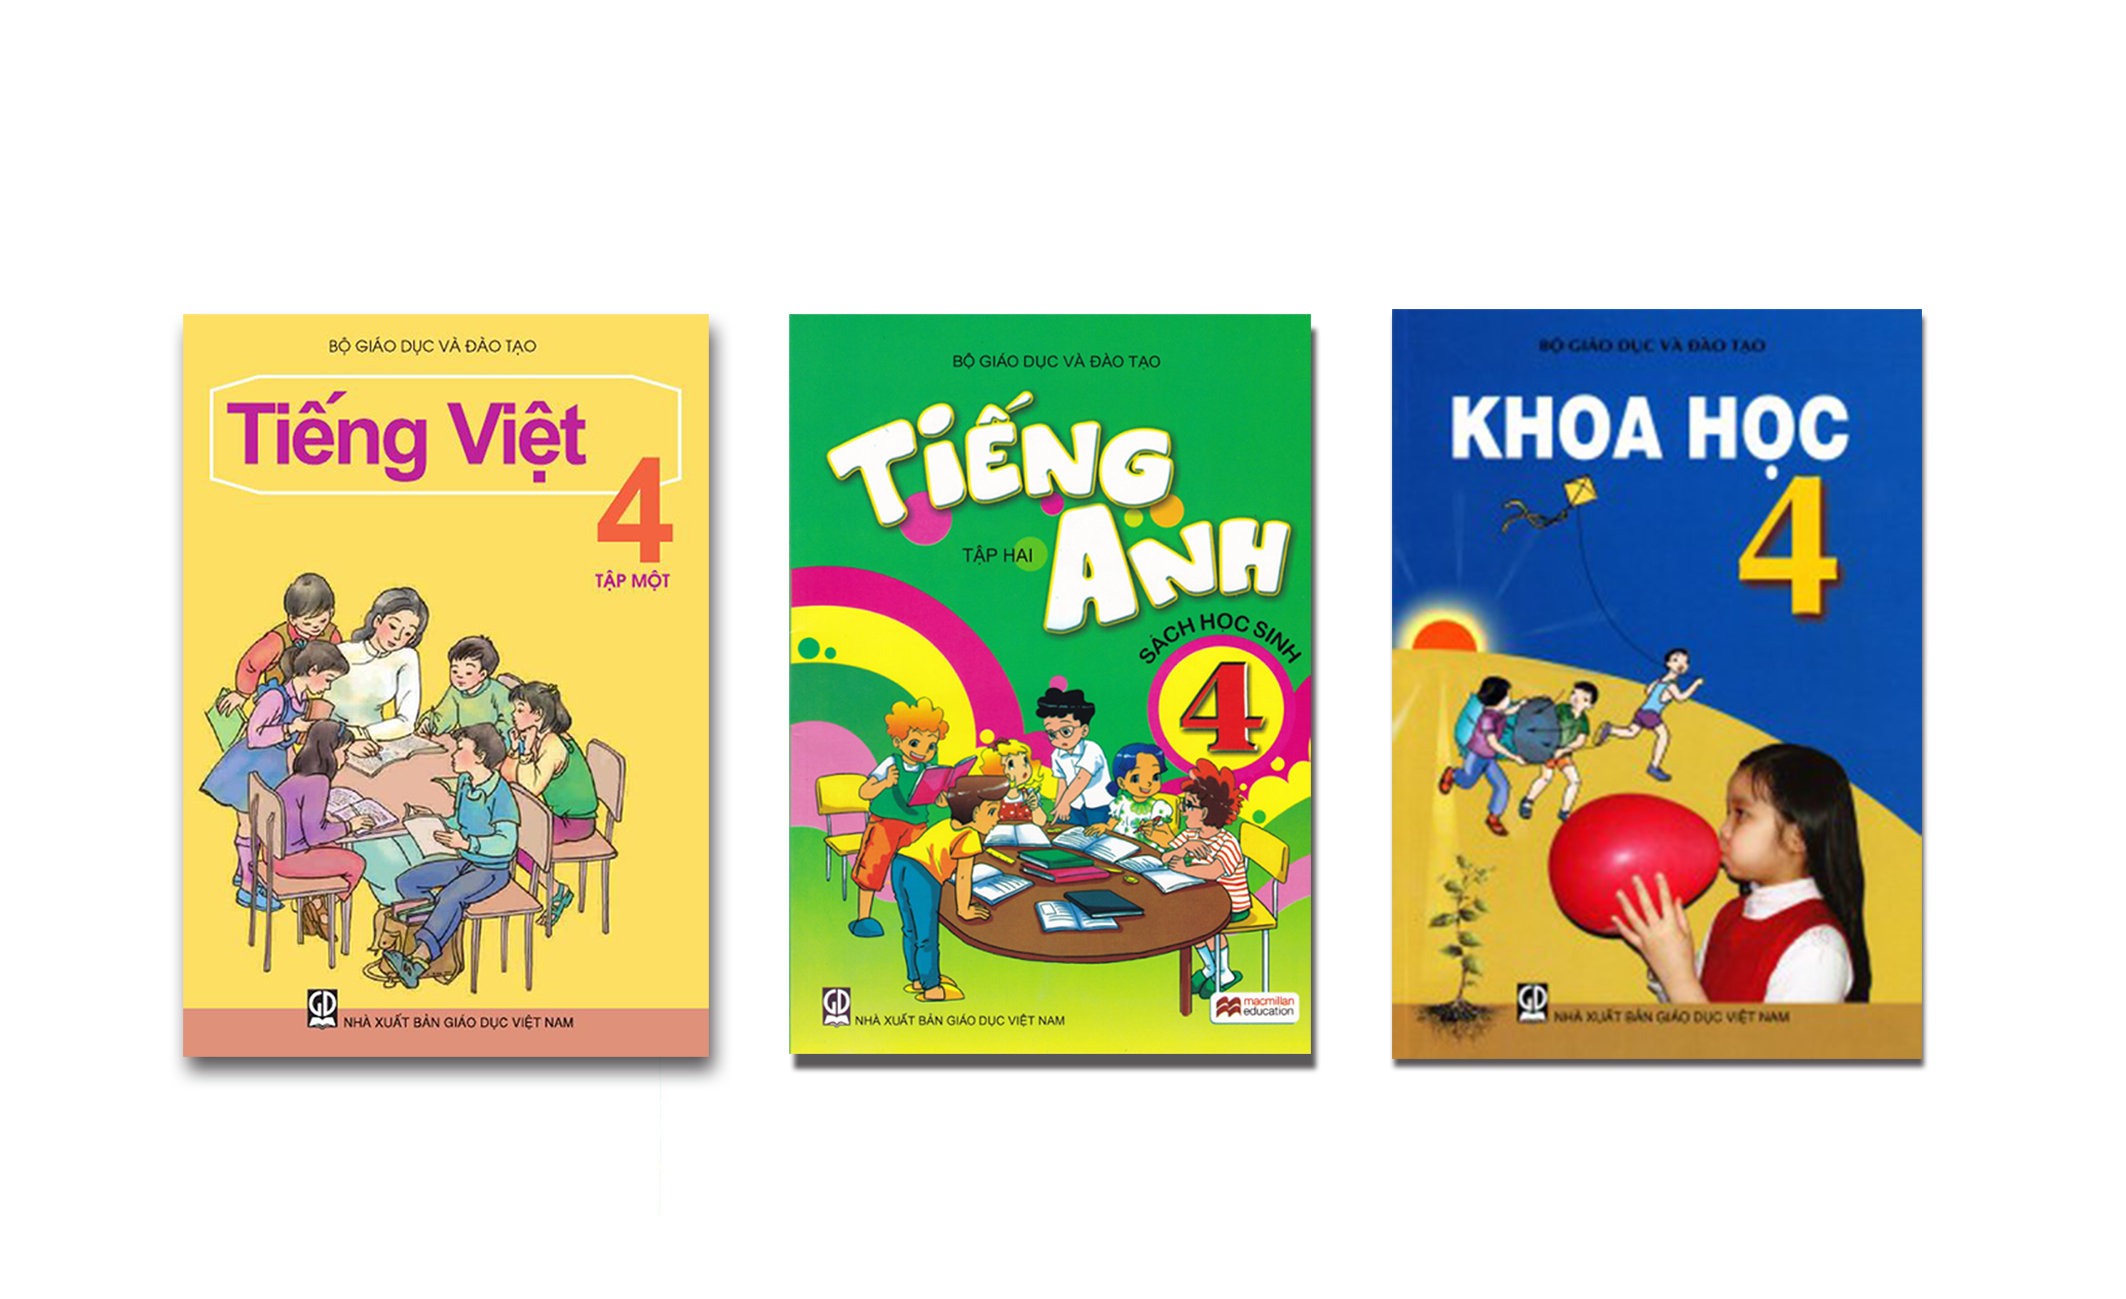 BỘ GIÁO DỤC VÀ ĐÀO TẠO
Tiếng Việt
4
TẬP MỘT
GD
NHÀ XUẤT BẢN GIÁO DỤC VIỆT NAM
BỘ GIÁO DỤC VÀ ĐÀO TẠO
TIẾNG
ANH
TẬP HAI
SÁCH HỌC SINH
4
GD
NHÀ XUẤT BẢN GIÁO DỤC VIỆT NAM
macmillan
education
BỘ GIÁO DỤC VÀ ĐÀO TẠO
KHOA HỌC
4
GD
NHÀ XUẤT BẢN GIÁO DỤC VIỆT NAM